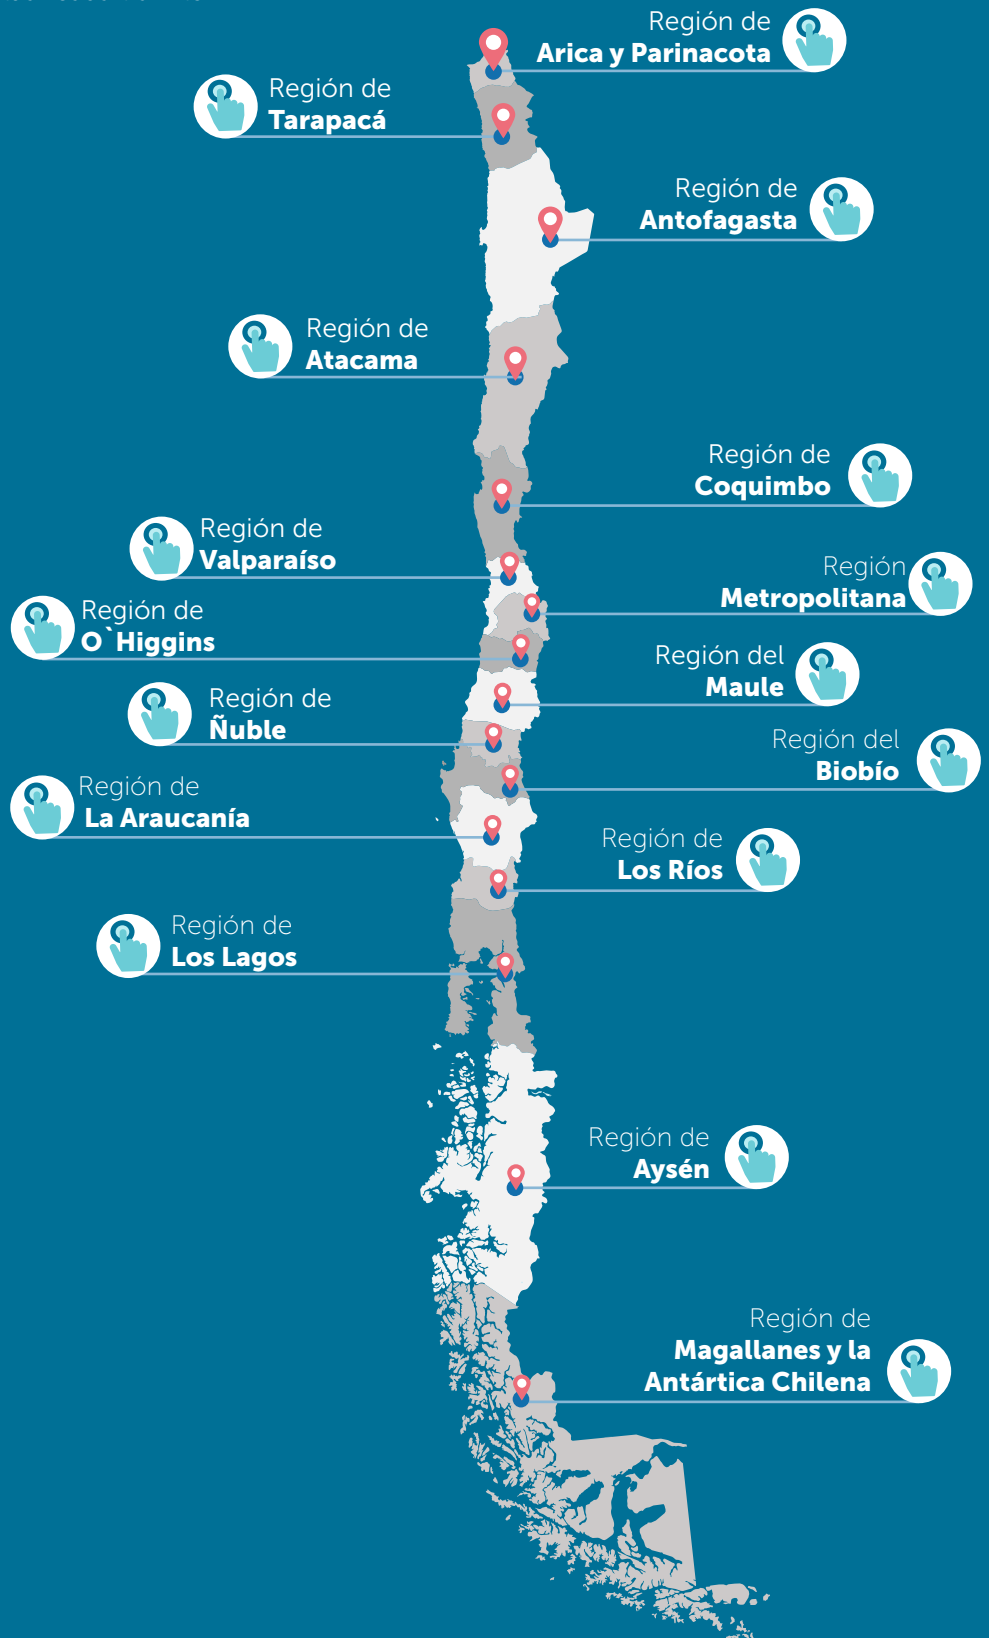 Región de
Arica y Parinacota
Región de
Tarapacá
Región de
Antofagasta
Región de
Atacama
Región de
Coquimbo
Región de
Valparaíso
Región
Metropolitana
Región de
O`Higgins
Región del
Maule
Región de
Ñuble
Región del
Biobío
Región de
La Araucanía
Región de
Los Ríos
Región de
Los Lagos
Región de
Aysén
Región de
Magallanes y la
Antártica Chilena